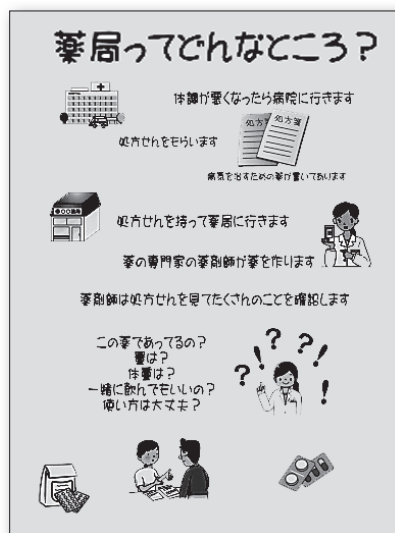 薬局ってどんなところ？
体調が悪くなったら病院に行きます
処方せんをもらいます
処方箋
処方箋
病気を治すための薬が書いてあります
処方せんを持って薬局に行きます
薬の専門家の薬剤師が薬を作ります
薬剤師は処方せんを見てたくさんのことを確認します
この薬であってるの？
量は？
体重は？
一緒に飲んでもいいの？
使い方は大丈夫？